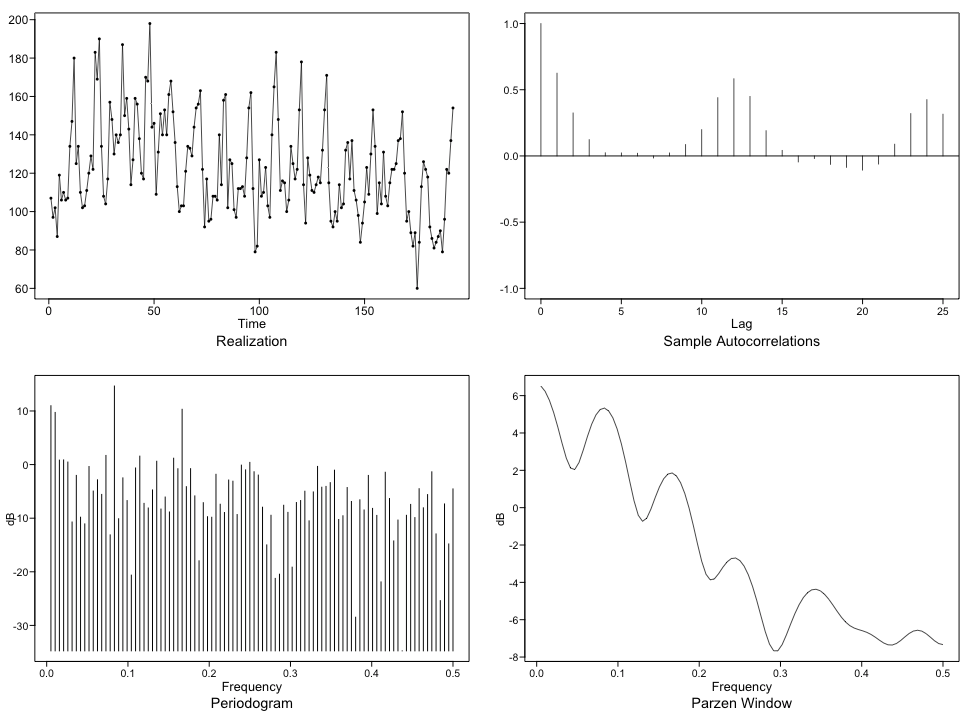 200
180
160
140
120
100
80
60
0 50 100 150
Time
Realization
1.0
0.5
0.0
-0.5
-1.0
0 5 10 15 20 25
Lag
Sample Autocorrelations
10
0
-10
-20
-30
dB
0.0 0.1 0.2 0.3 0.4 0.5
Frequency
Periodogram
6
4
2
0
-2
-4
-6
-8
dB
0.0 0.1 0.2 0.3 0.4 0.5
Frequency
Parzen Window